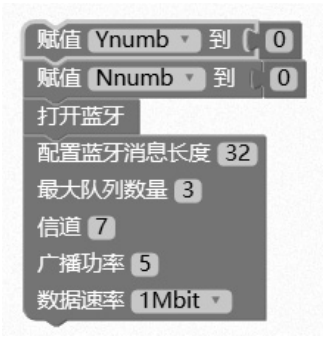 赋值 Ynumb 到 0
赋值 Nnumb 到 0
打开蓝牙
配置蓝牙消息长度 32
最大队列数量 3
信道 7
广播功率 5
数据速率 1Mbit